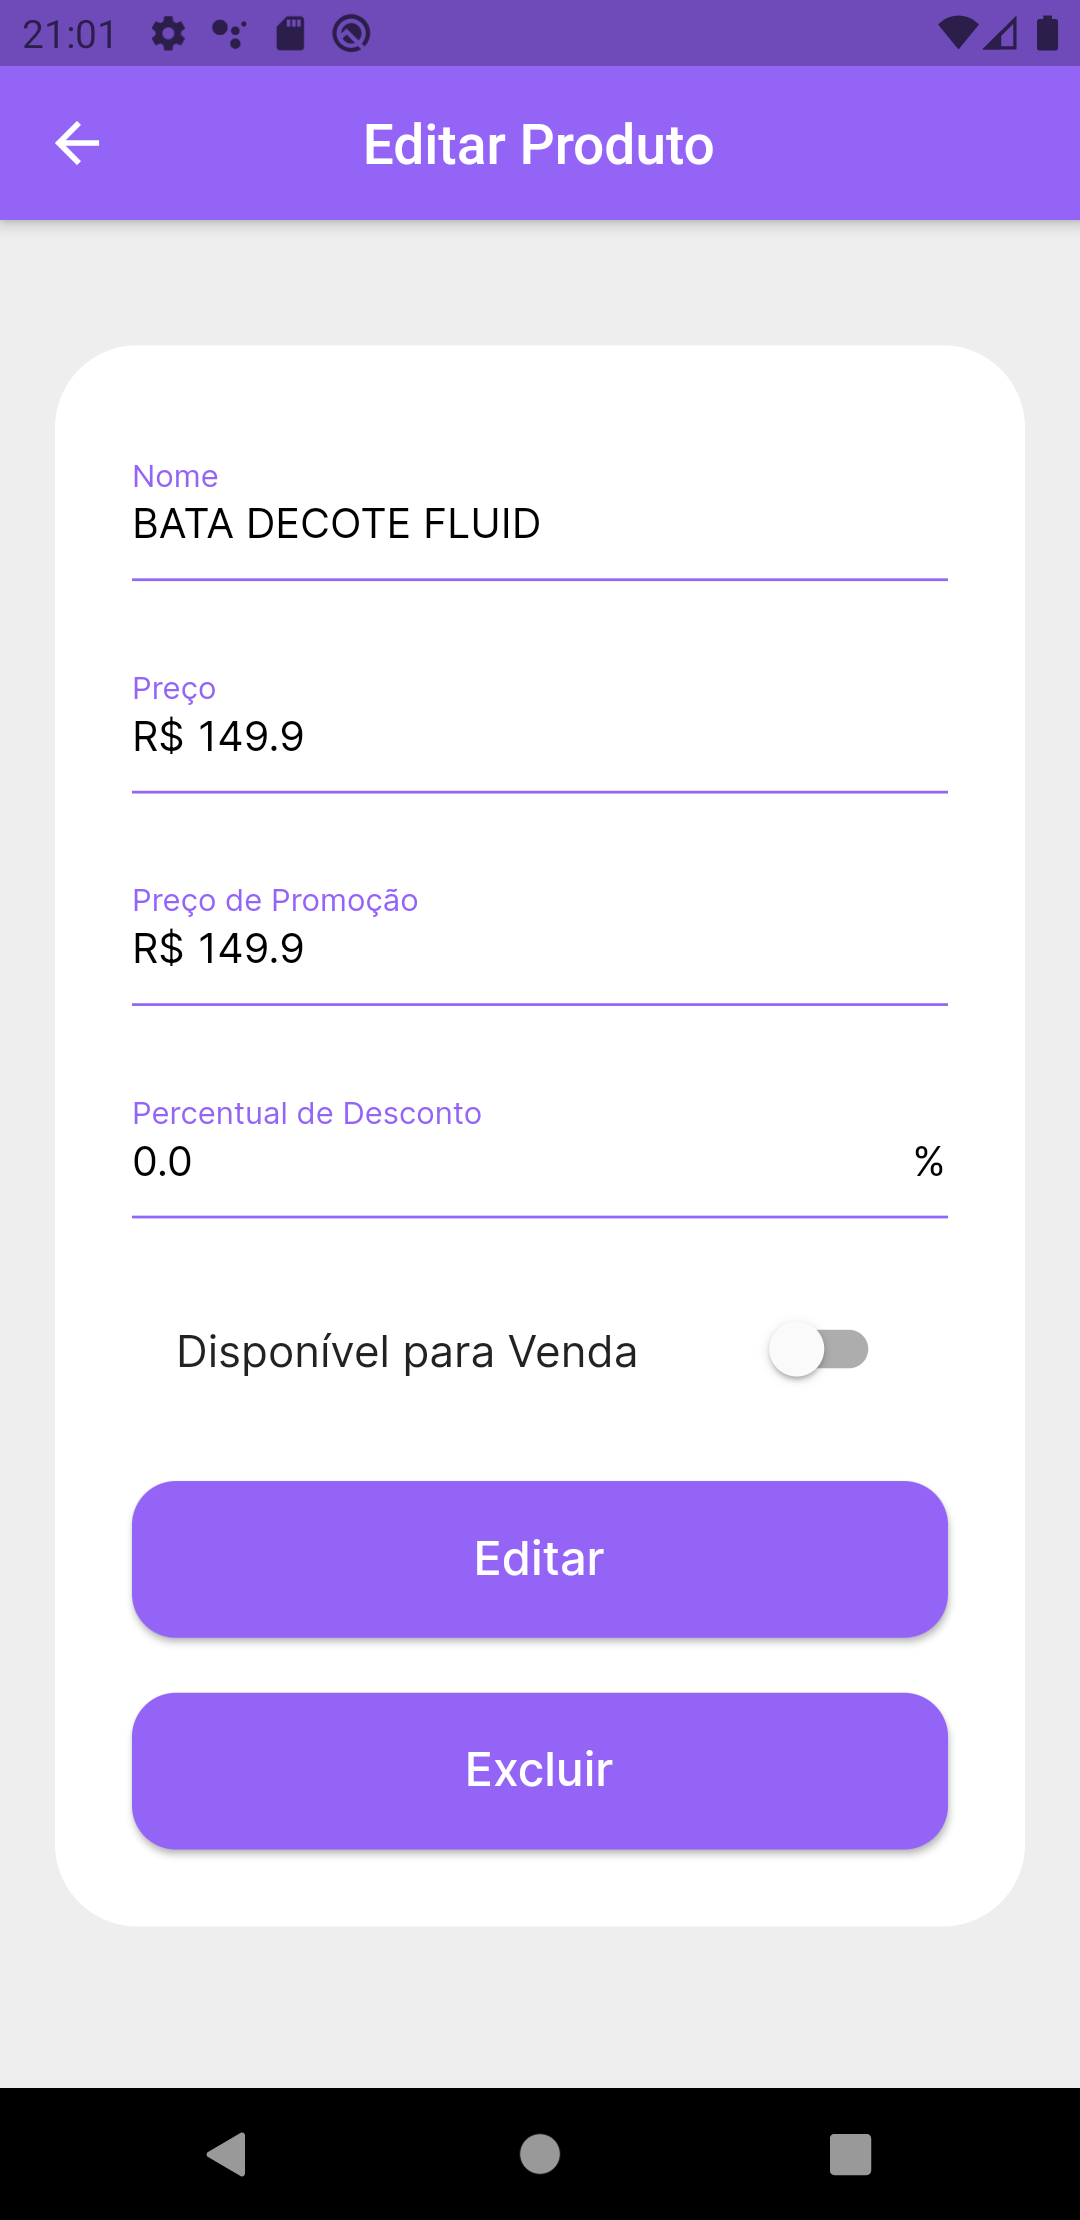 21:01
Editar Produto
Nome
BATA DECOTE FLUID
Preço
R$ 149.9
Preço de Promoção
R$ 149.9
Percentual de Desconto
0.0 %
Disponível para Venda
Editar
Excluir